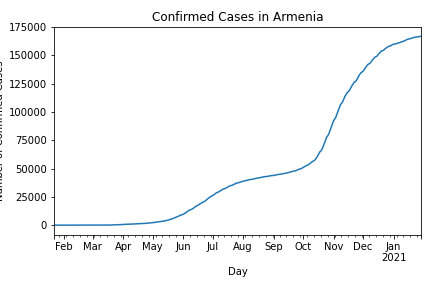 Confirmed Cases in Armenia
Number of Confirmed Cases
175000
150000
125000
100000
75000
50000
25000
0
Feb Mar Apr May Jun Jul Aug Sep Oct Nov Dec Jan
2021
Day